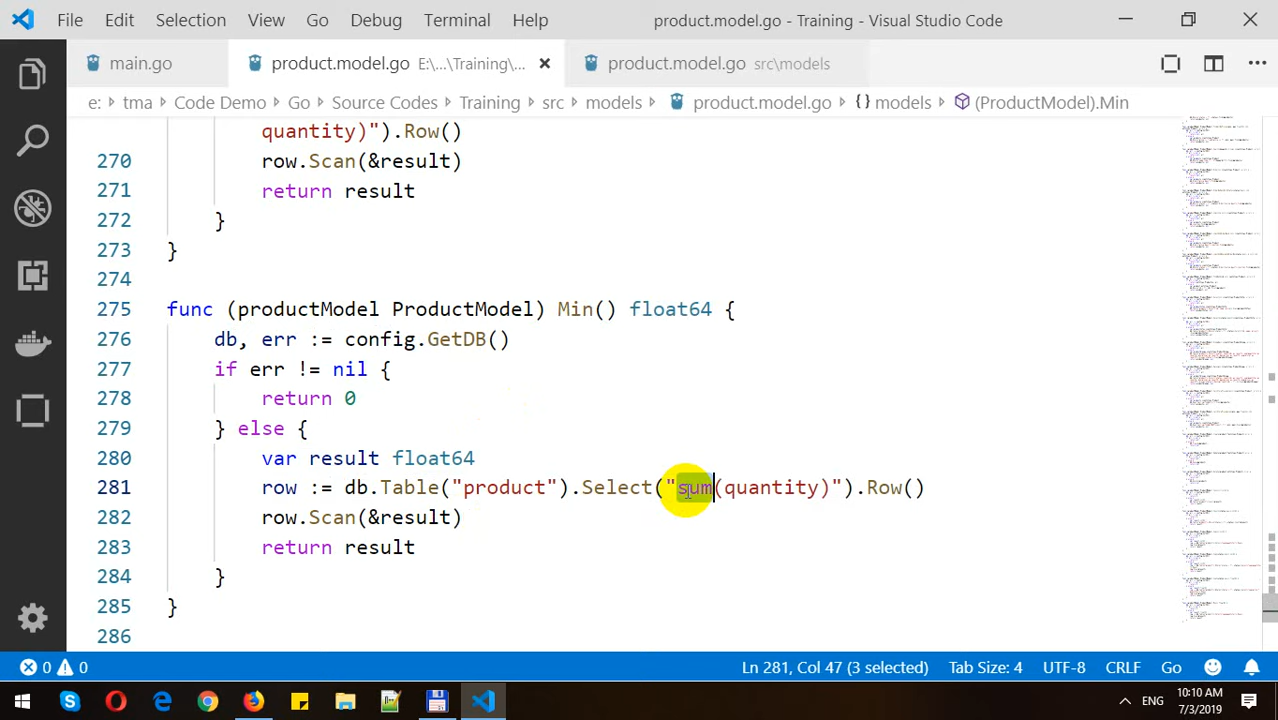 File Edit Selection View Go Debug Terminal Help product.model.go - Training - Visual Studio Code
main.go product.model.go E:\...\Training\... product.model.go src\models
e: tma Code Demo Go Source Codes Training src models product.model.go {} models (ProductModel).Min
quantity)").Row()
270 row.Scan(&result)
271 return result
272 }
273 }
274
275 func (productModel ProductModel) Min() float64 {
276 db, err := config.GetDB()
277 if err != nil {
278 return 0
279 } else {
280 var result float64
281 row := db.Table("product").Select("sum(quantity)").Row()
282 row.Scan(&result)
283 return result
284 }
285 }
286
0 0 Ln 281, Col 47 (3 selected) Tab Size: 4 UTF-8 CRLF Go
ENG 10:10 AM
7/3/2019